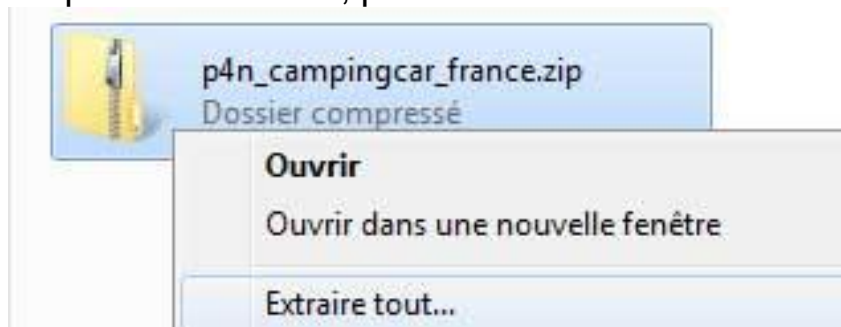 p4n_campingcar_france.zip
Dossier compressé
Ouvrir
Ouvrir dans une nouvelle fenêtre
Extraire tout...